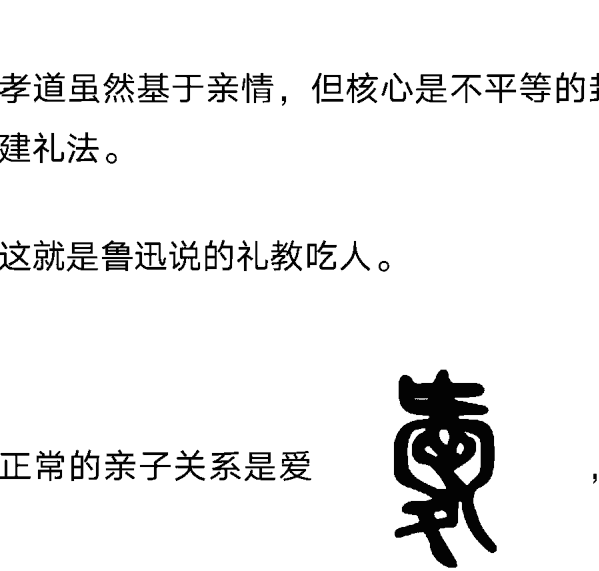 孝道虽然基于亲情，但核心是不平等的封
建礼法。
这就是鲁迅说的礼教吃人。
正常的亲子关系是爱，